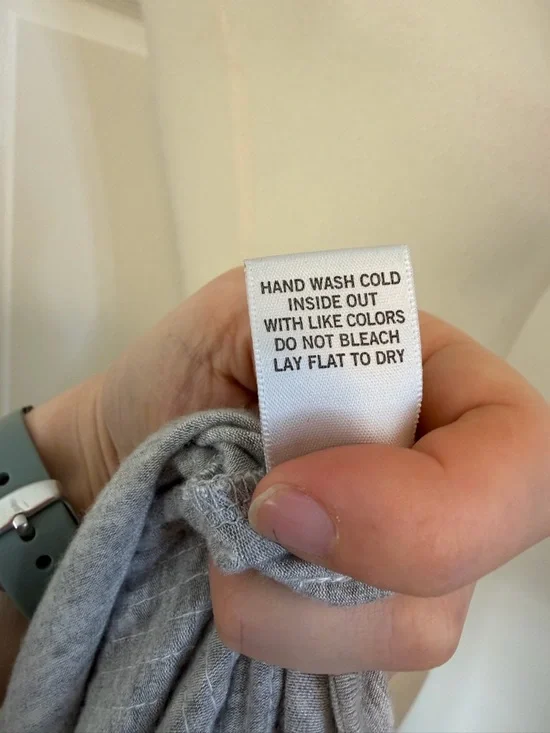 HAND WASH COLD
INSIDE OUT
WITH LIKE COLORS
DO NOT BLEACH
LAY FLAT TO DRY